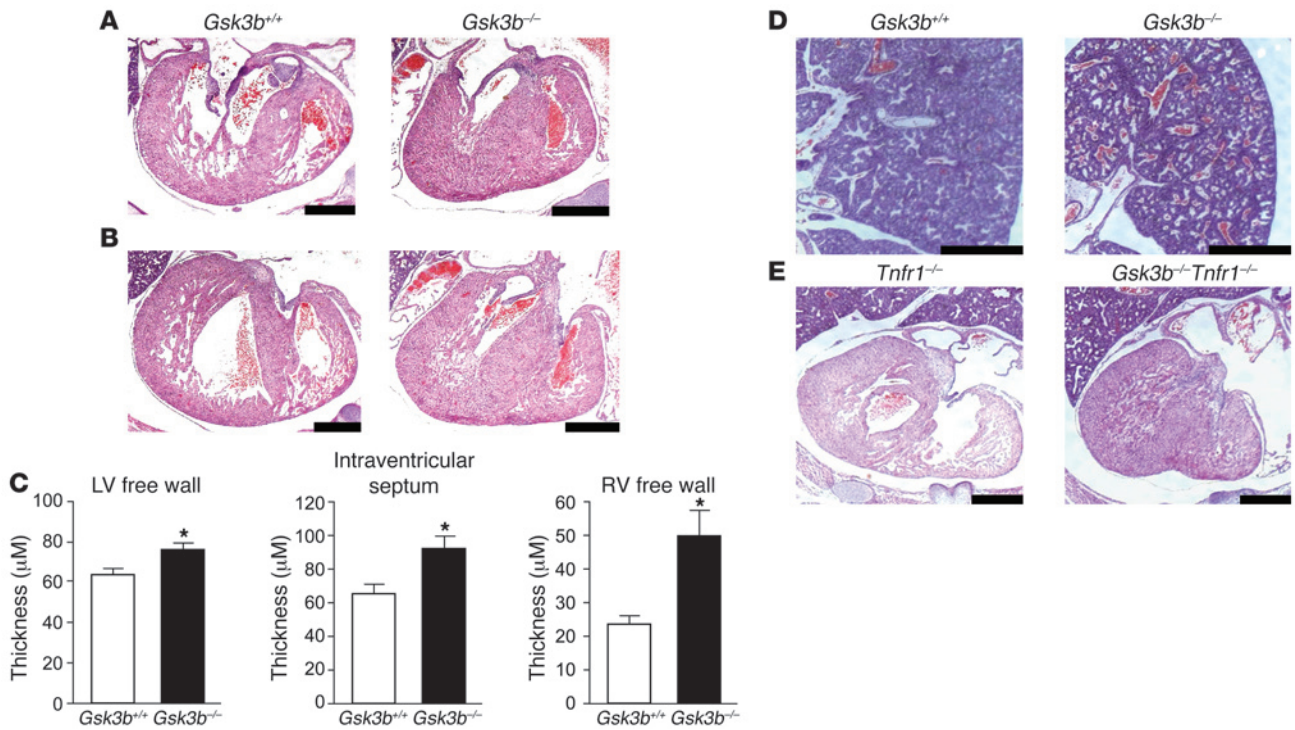 A
Gsk3b+/+
Gsk3b–/–
B
C
LV free wall
Thickness (μM)
100
80
60
40
20
0
Gsk3b+/+ Gsk3b–/–
*
Intraventricular
septum
Thickness (μM)
120
100
80
60
40
20
0
Gsk3b+/+ Gsk3b–/–
*
RV free wall
Thickness (μM)
60
50
40
30
20
10
0
Gsk3b+/+ Gsk3b–/–
*
D
Gsk3b+/+
Gsk3b–/–
E
Tnfr1–/–
Gsk3b–/–Tnfr1–/–